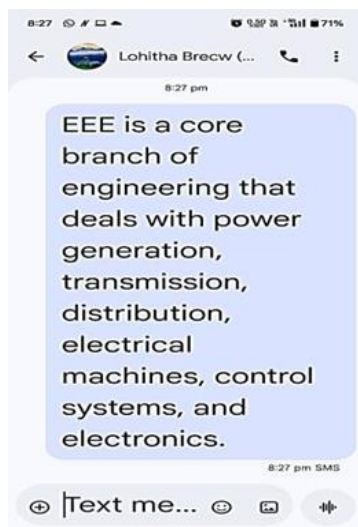 8:27
71%
Lohitha Brecw (...
8:27 pm
EEE is a core
branch of
engineering that
deals with power
generation,
transmission,
distribution,
electrical
machines, control
systems, and
electronics.
8:27 pm SMS
Text me...